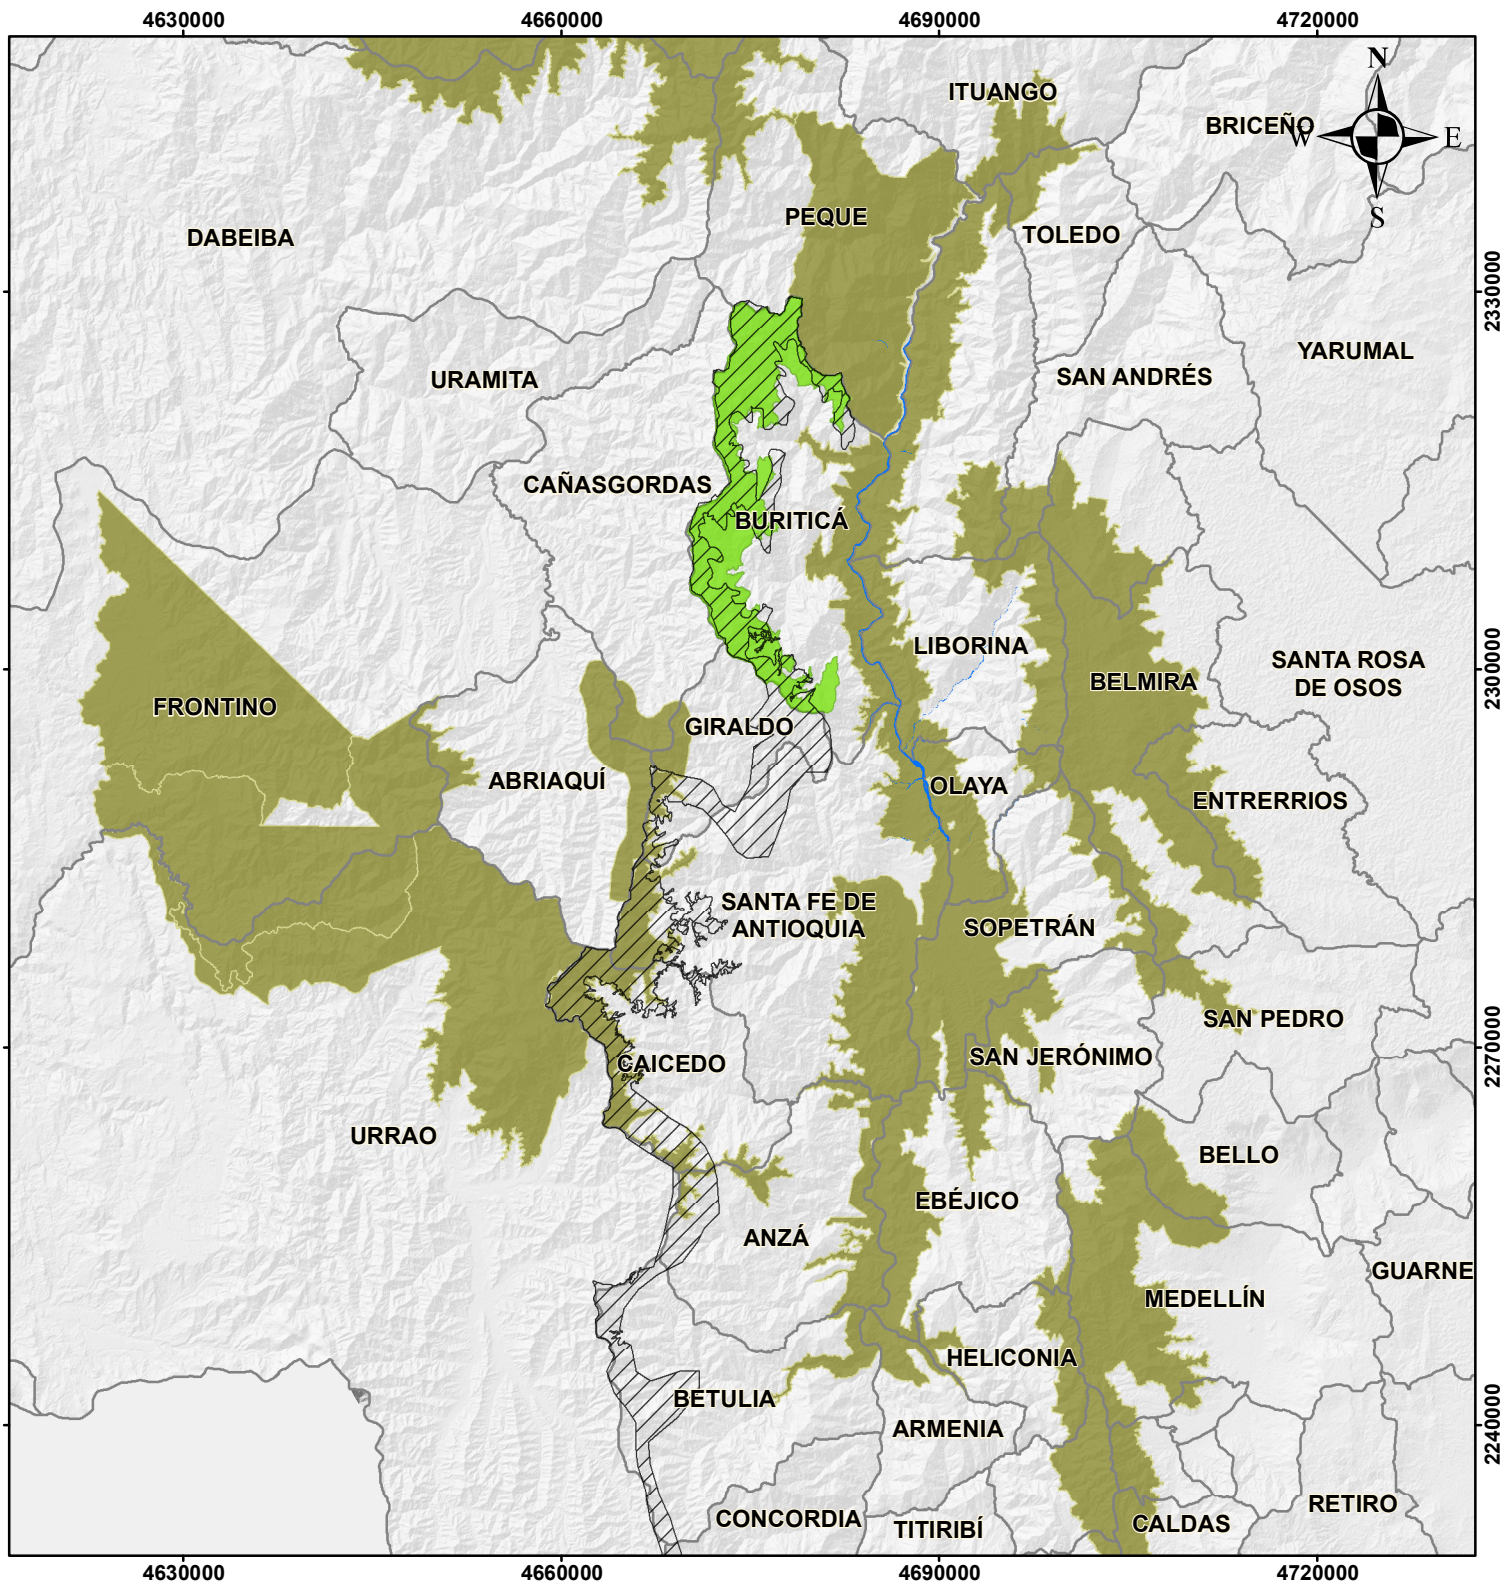 4630000
4660000
4690000
4720000
N
ITUANGO
BRICEÑO
W
E
S
PEQUE
DABEIBA
TOLEDO
2330000
YARUMAL
URAMITA
SAN ANDRÉS
CAÑASGORDAS
BURITICÁ
LIBORINA
SANTA ROSA
DE OSOS
2300000
BELMIRA
FRONTINO
GIRALDO
ABRIAQUÍ
OLAYA
ENTRERRIOS
SANTA FE DE
ANTIOQUIA
SOPETRÁN
SAN PEDRO
2270000
CAICEDO
SAN JERÓNIMO
URRAO
BELLO
EBÉJICO
ANZÁ
GUARNE
MEDELLÍN
HELICONIA
BETULIA
2240000
ARMENIA
RETIRO
CONCORDIA
TITIRIBÍ
CALDAS
4630000
4660000
4690000
4720000